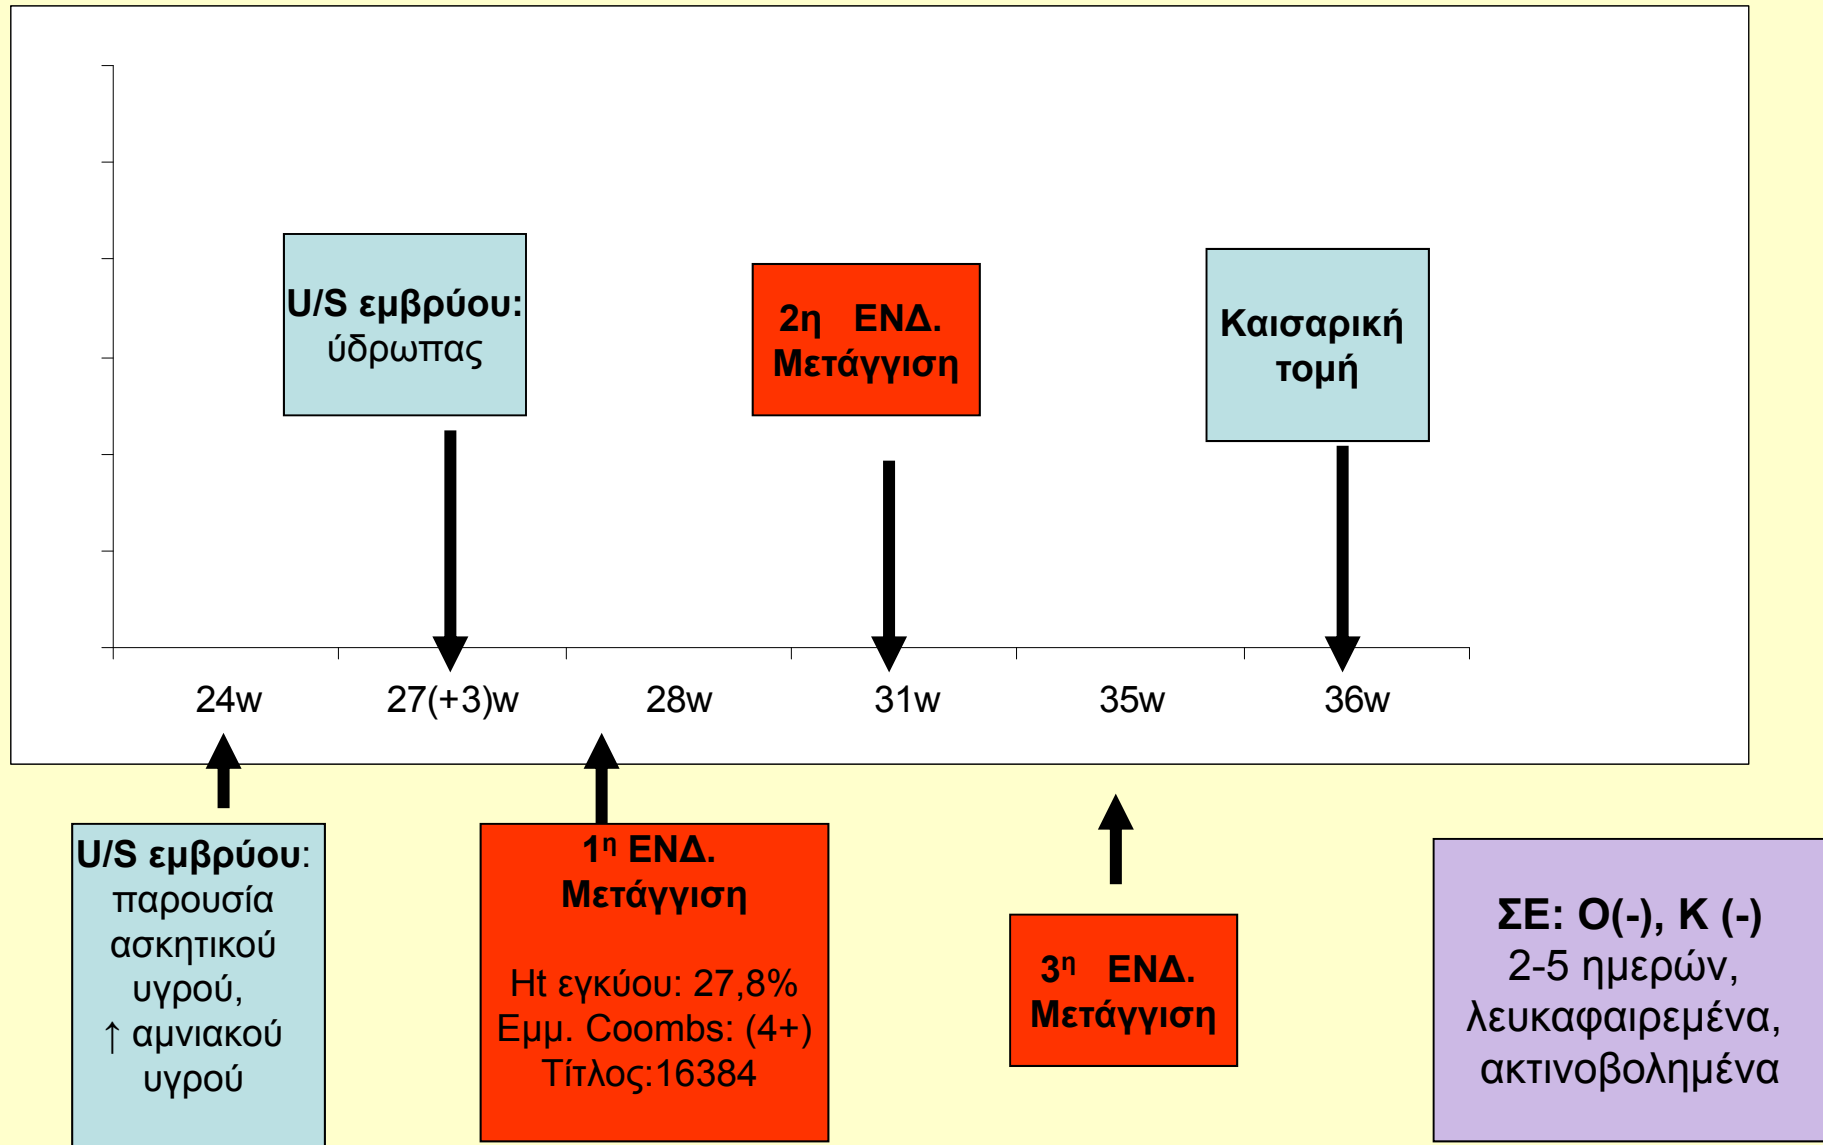 U/S εμβρύου:
ύδρωπας
2η ΕΝΔ.
Μετάγγιση
Καισαρική
τομή
24w 27(+3)w 28w 31w 35w 36w
U/S εμβρύου:
παρουσία
ασκητικού
υγρού,
↑ αμνιακού
υγρού
1η ΕΝΔ.
Μετάγγιση
Ht εγκύου: 27,8%
Εμμ. Coombs: (4+)
Τίτλος:16384
3η ΕΝΔ.
Μετάγγιση
ΣΕ: Ο(-), Κ (-)
2-5 ημερών,
λευκαφαιρεμένα,
ακτινοβολημένα